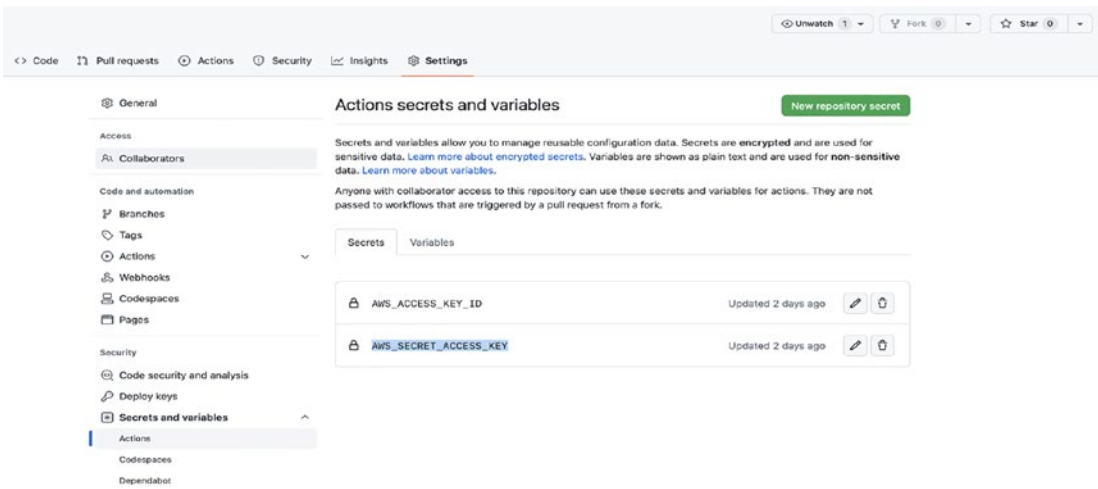 Unwatch 1 Fork 0 Star 0
<> Code Pull requests Actions Security Insights Settings
General
Access
Collaborators
Code and automation
Branches
Tags
Actions
Webhooks
Codespaces
Pages
Security
Code security and analysis
Deploy keys
Secrets and variables
Actions
Codespaces
Dependabot
Actions secrets and variables
New repository secret
Secrets and variables allow you to manage reusable configuration data. Secrets are encrypted and are used for
sensitive data. Learn more about encrypted secrets. Variables are shown as plain text and are used for non-sensitive
data. Learn more about variables.
Anyone with collaborator access to this repository can use these secrets and variables for actions. They are not
passed to workflows that are triggered by a pull request from a fork.
Secrets Variables
AWS_ACCESS_KEY_ID Updated 2 days ago
AWS_SECRET_ACCESS_KEY Updated 2 days ago